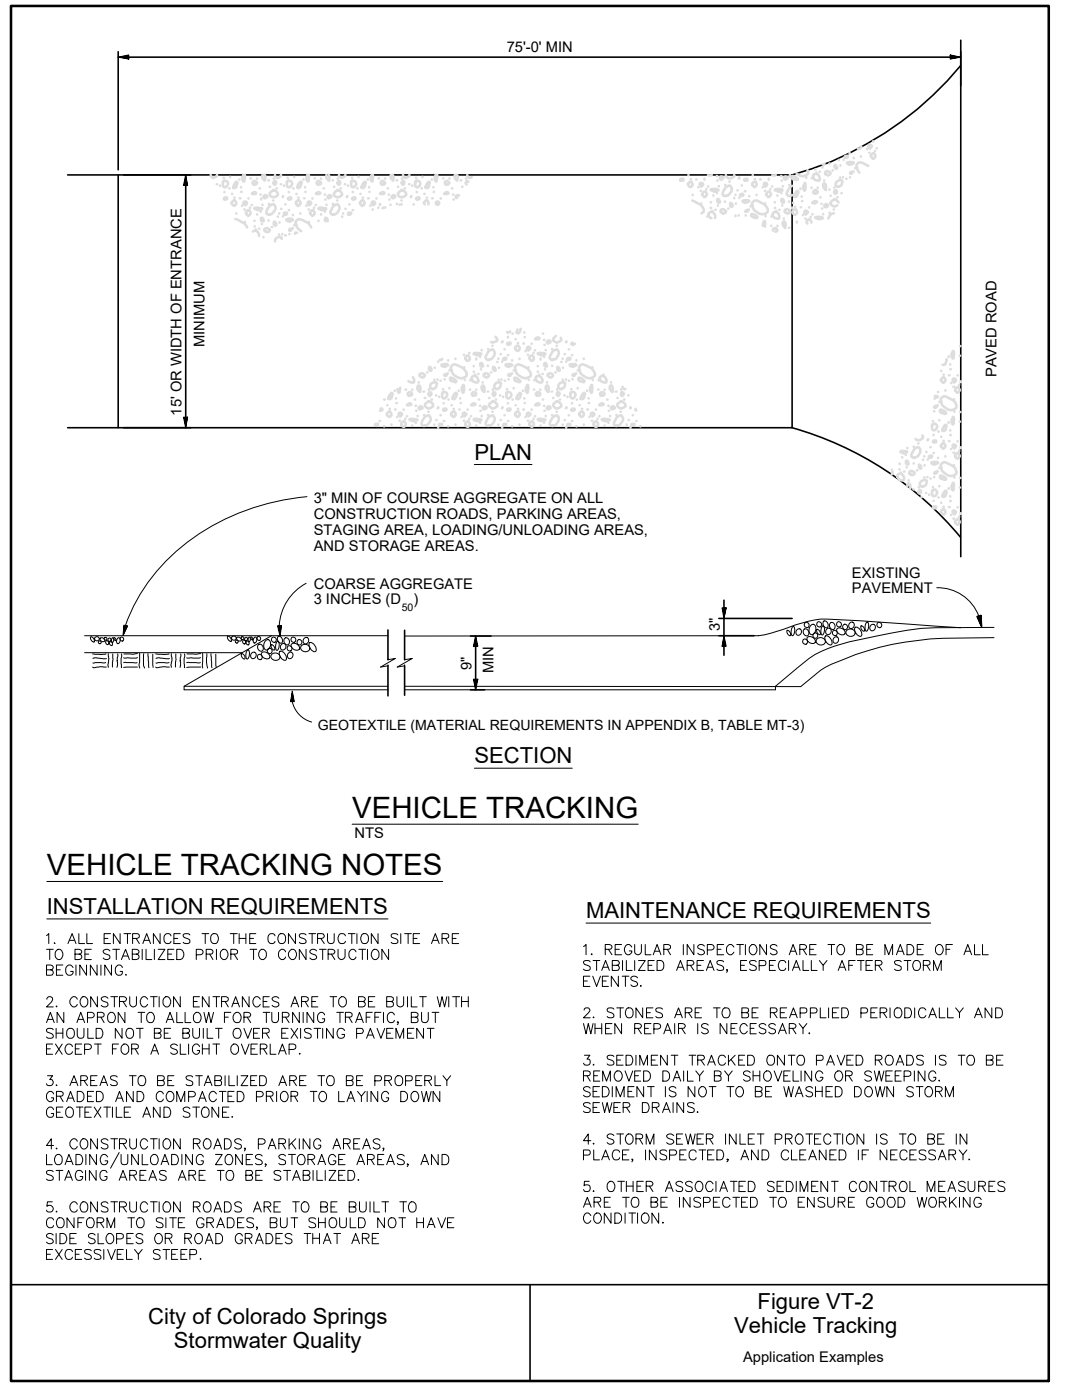 75'-0' MIN
15' OR WIDTH OF ENTRANCE
MINIMUM
PAVED ROAD
PLAN
3" MIN OF COURSE AGGREGATE ON ALL
CONSTRUCTION ROADS, PARKING AREAS,
STAGING AREA, LOADING/UNLOADING AREAS,
AND STORAGE AREAS.
COARSE AGGREGATE
3 INCHES (D50)
EXISTING
PAVEMENT
3"
9"
MIN
GEOTEXTILE (MATERIAL REQUIREMENTS IN APPENDIX B, TABLE MT-3)
SECTION
VEHICLE TRACKING
NTS
VEHICLE TRACKING NOTES
INSTALLATION REQUIREMENTS
1. ALL ENTRANCES TO THE CONSTRUCTION SITE ARE
TO BE STABILIZED PRIOR TO CONSTRUCTION
BEGINNING.
2. CONSTRUCTION ENTRANCES ARE TO BE BUILT WITH
AN APRON TO ALLOW FOR TURNING TRAFFIC, BUT
SHOULD NOT BE BUILT OVER EXISTING PAVEMENT
EXCEPT FOR A SLIGHT OVERLAP.
3. AREAS TO BE STABILIZED ARE TO BE PROPERLY
GRADED AND COMPACTED PRIOR TO LAYING DOWN
GEOTEXTILE AND STONE.
4. CONSTRUCTION ROADS, PARKING AREAS,
LOADING/UNLOADING ZONES, STORAGE AREAS, AND
STAGING AREAS ARE TO BE STABILIZED.
5. CONSTRUCTION ROADS ARE TO BE BUILT TO
CONFORM TO SITE GRADES, BUT SHOULD NOT HAVE
SIDE SLOPES OR ROAD GRADES THAT ARE
EXCESSIVELY STEEP.
MAINTENANCE REQUIREMENTS
1. REGULAR INSPECTIONS ARE TO BE MADE OF ALL
STABILIZED AREAS, ESPECIALLY AFTER STORM
EVENTS.
2. STONES ARE TO BE REAPPLIED PERIODICALLY AND
WHEN REPAIR IS NECESSARY.
3. SEDIMENT TRACKED ONTO PAVED ROADS IS TO BE
REMOVED DAILY BY SHOVELING OR SWEEPING.
SEDIMENT IS NOT TO BE WASHED DOWN STORM
SEWER DRAINS.
4. STORM SEWER INLET PROTECTION IS TO BE IN
PLACE, INSPECTED, AND CLEANED IF NECESSARY.
5. OTHER ASSOCIATED SEDIMENT CONTROL MEASURES
ARE TO BE INSPECTED TO ENSURE GOOD WORKING
CONDITION.
City of Colorado Springs
Stormwater Quality
Figure VT-2
Vehicle Tracking
Application Examples